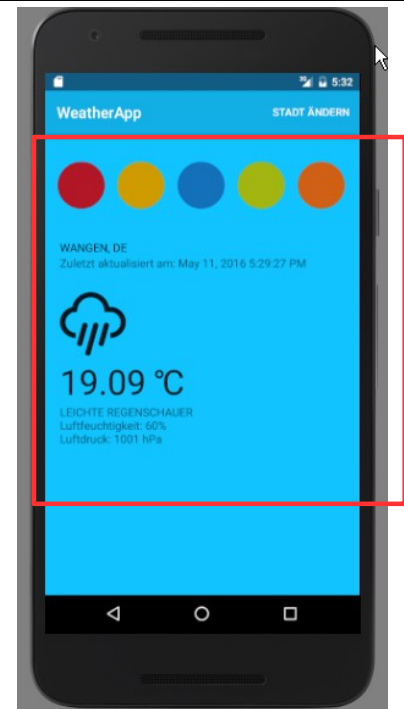 3G 5:32
WeatherApp STADT ÄNDERN
WANGEN, DE
Zuletzt aktualisiert am: May 11, 2016 5:29:27 PM
19.09 °C
LEICHTE REGENSCHAUER
Luftfeuchtigkeit: 60%
Luftdruck: 1001 hPa